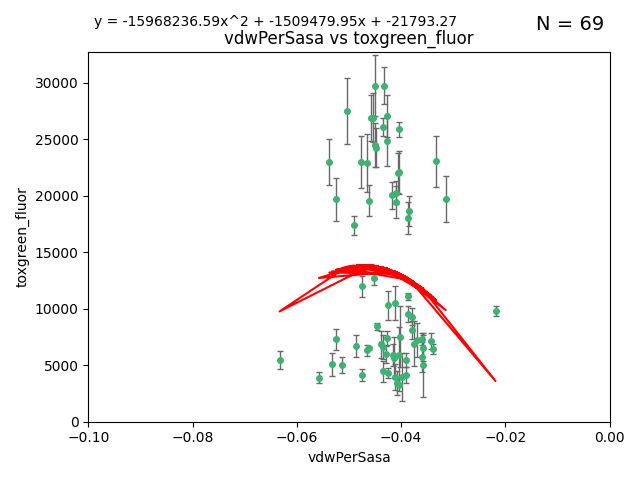 y = -15968236.59x^2 + -1509479.95x + -21793.27
N = 69
vdwPerSasa vs toxgreen_fluor
30000
25000
20000
15000
10000
5000
0
toxgreen_fluor
−0.10
−0.08
−0.06
−0.04
−0.02
0.00
vdwPerSasa